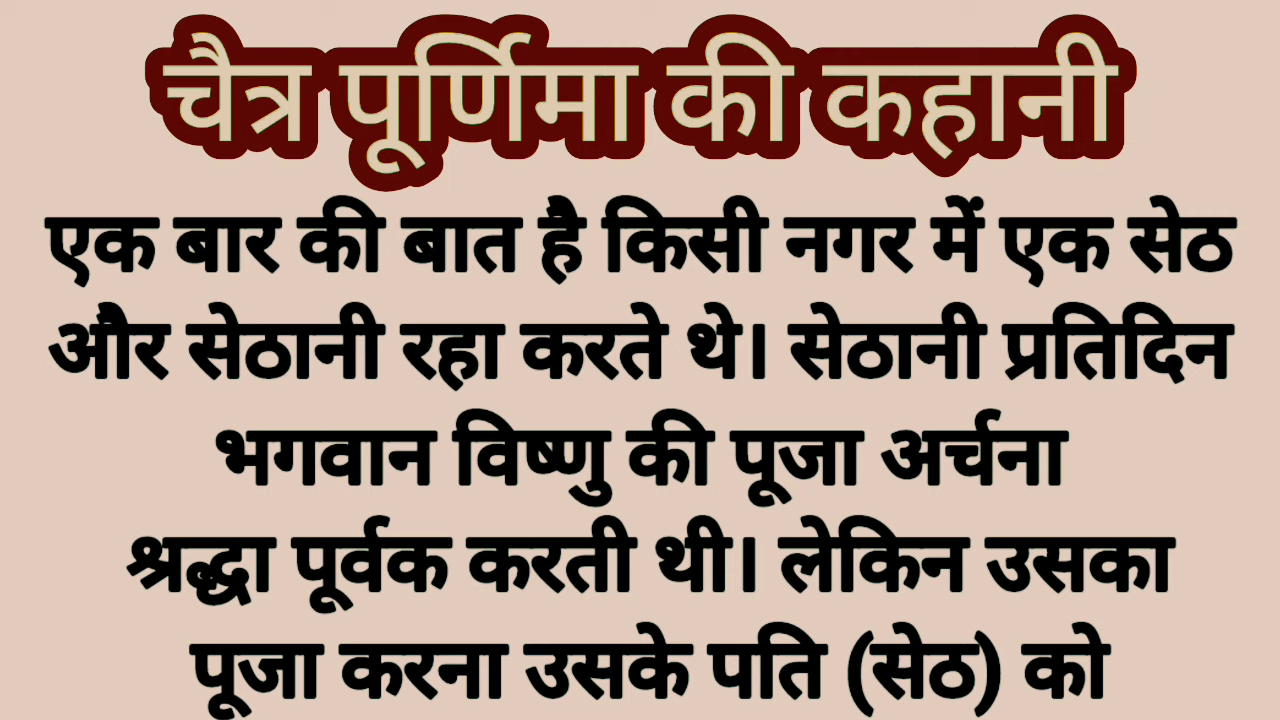 चैत्र पूर्णिमा की कहानी
एक बार की बात है किसी नगर में एक सेठ
और सेठानी रहा करते थे। सेठानी प्रतिदिन
भगवान विष्णु की पूजा अर्चना
श्रद्धा पूर्वक करती थी। लेकिन उसका
पूजा करना उसके पति (सेठ) को